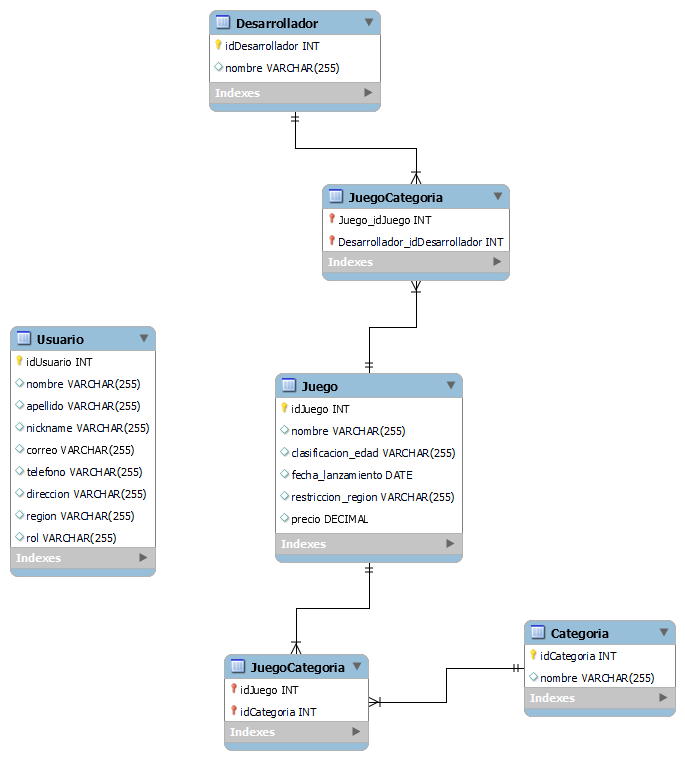 Desarrollador
idDesarrollador INT
nombre VARCHAR(255)
Indexes
JuegoCategoria
Juego_idJuego INT
Desarrollador_idDesarrollador INT
Indexes
Usuario
idUsuario INT
nombre VARCHAR(255)
apellido VARCHAR(255)
nickname VARCHAR(255)
correo VARCHAR(255)
telefono VARCHAR(255)
direccion VARCHAR(255)
region VARCHAR(255)
rol VARCHAR(255)
Indexes
Juego
idJuego INT
nombre VARCHAR(255)
clasificacion_edad VARCHAR(255)
fecha_lanzamiento DATE
restriccion_region VARCHAR(255)
precio DECIMAL
Indexes
JuegoCategoria
idJuego INT
idCategoria INT
Indexes
Categoria
idCategoria INT
nombre VARCHAR(255)
Indexes